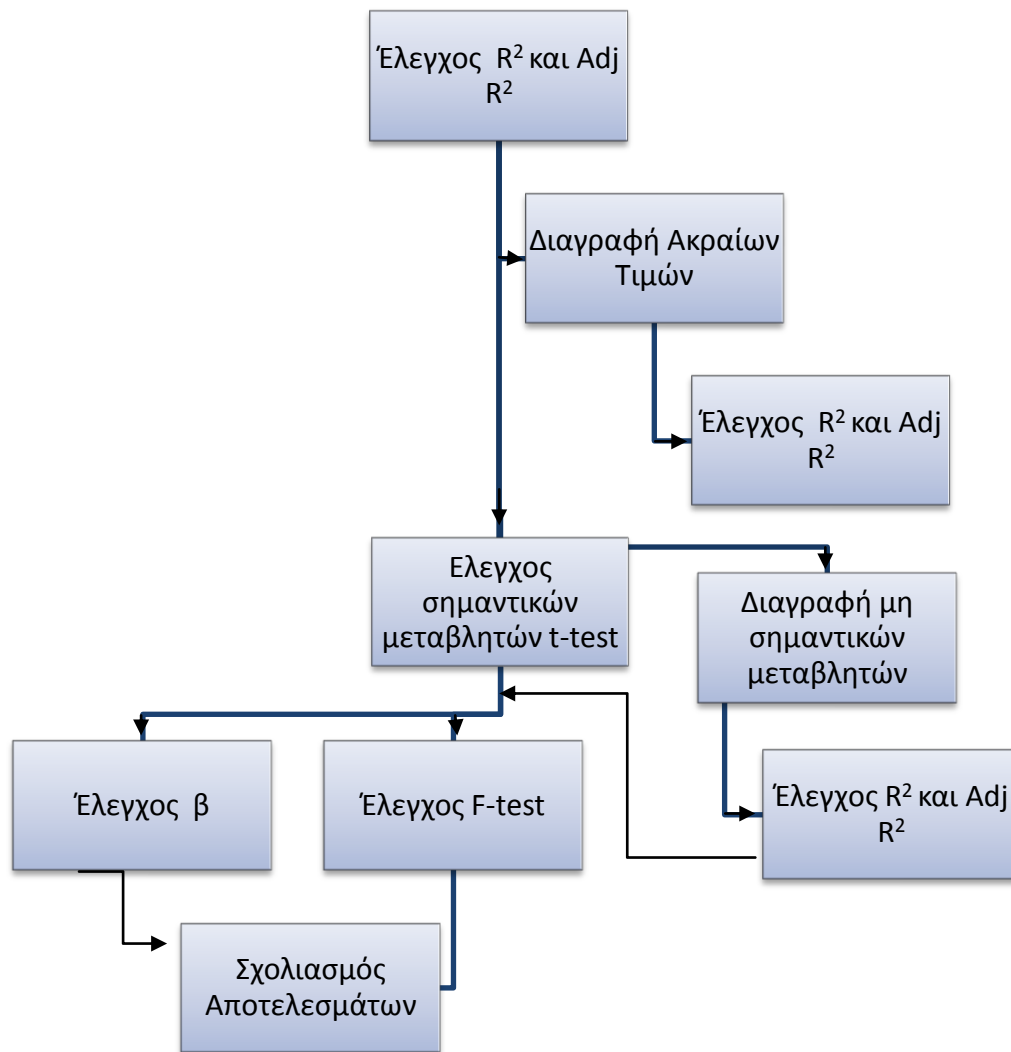 Έλεγχος R² και Adj
R²
Διαγραφή Ακραίων
Τιμών
Έλεγχος R² και Adj
R²
Ελεγχος
σημαντικών
μεταβλητών t-test
Διαγραφή μη
σημαντικών
μεταβλητών
Έλεγχος β
Έλεγχος F-test
Έλεγχος R² και Adj
R²
Σχολιασμός
Αποτελεσμάτων